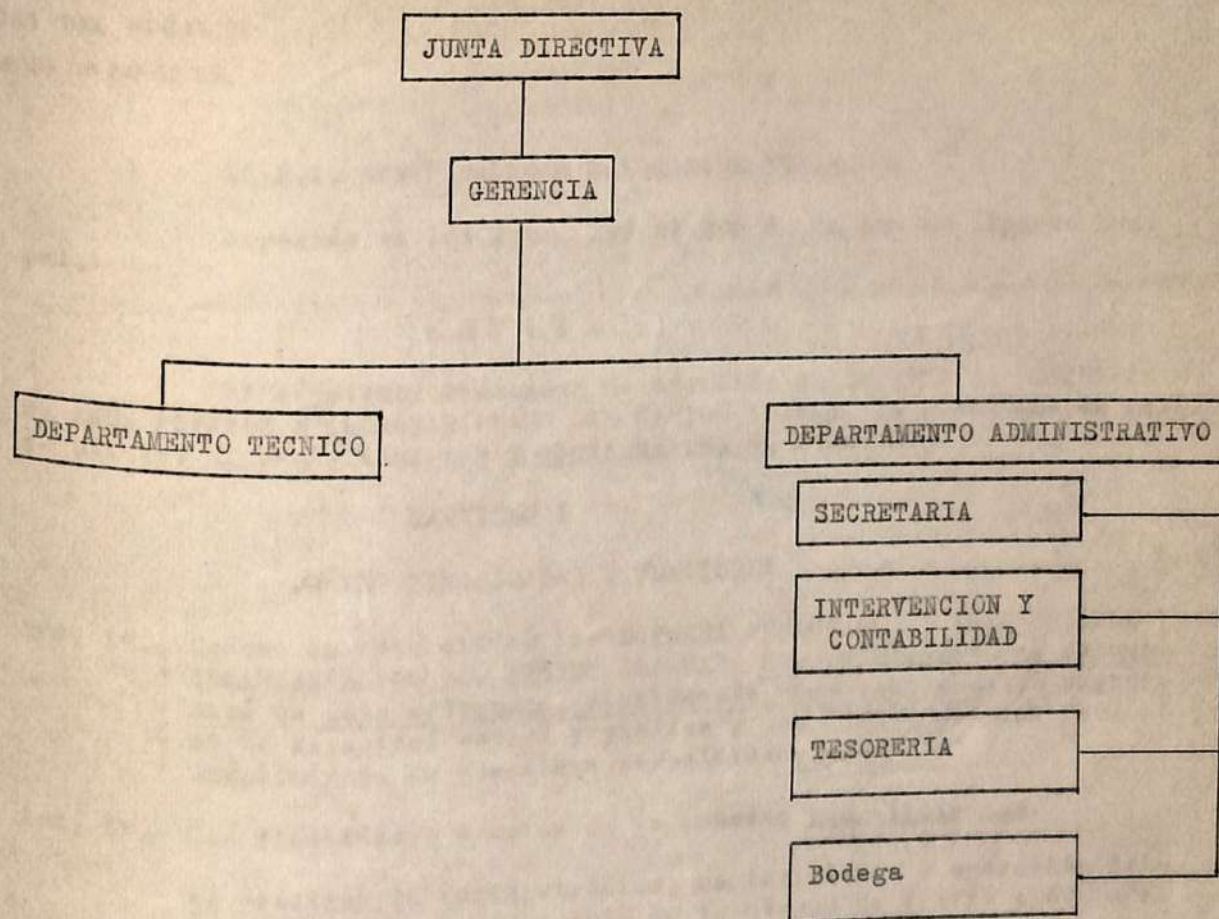 JUNTA DIRECTIVA
GERENCIA
DEPARTAMENTO TECNICO
DEPARTAMENTO ADMINISTRATIVO
SECRETARIA
INTERVENCION Y
CONTABILIDAD
TESORERIA
Bodega